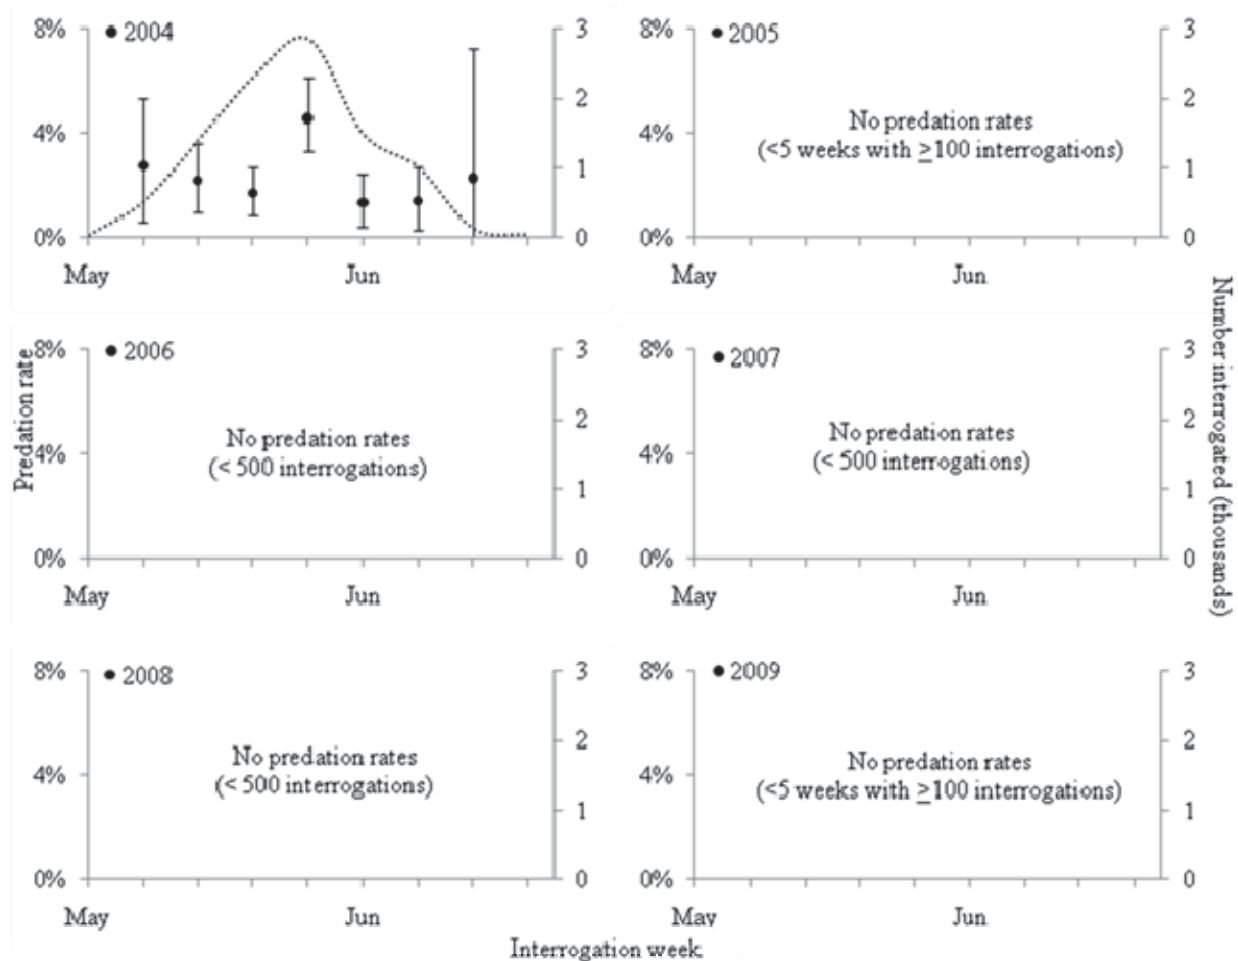 8%
4%
0%
2004
3
2
1
0
May
Jun
8%
4%
0%
2005
No predation rates
(<5 weeks with ≥100 interrogations)
3
2
1
0
May
Jun
Predation rate
Number interrogated (thousands)
8%
4%
0%
2006
No predation rates
(< 500 interrogations)
3
2
1
0
May
Jun
8%
4%
0%
2007
No predation rates
(< 500 interrogations)
3
2
1
0
May
Jun
8%
4%
0%
2008
No predation rates
(< 500 interrogations)
3
2
1
0
May
Jun
8%
4%
0%
2009
No predation rates
(<5 weeks with ≥100 interrogations)
3
2
1
0
May
Jun
Interrogation week